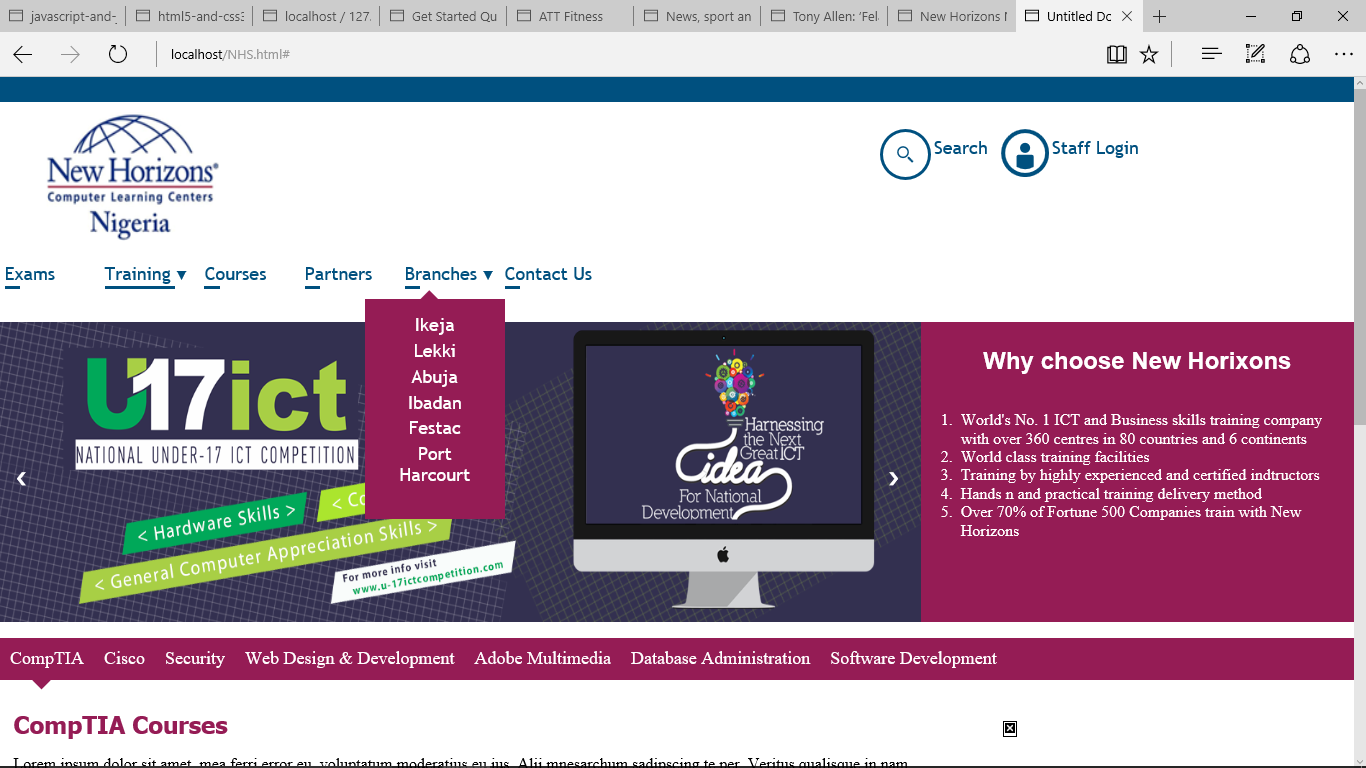 javascript-and-j html5-and-css3 localhost / 127. Get Started Qu ATT Fitness News, sport an Tony Allen: 'Fela New Horizons N Untitled Do
localhost/NHS.html#
New Horizons®
Computer Learning Centers
Nigeria
Search Staff Login
Exams Training ▼ Courses Partners Branches ▼ Contact Us
Ikeja
Lekki
Abuja
Ibadan
Festac
Port
Harcourt
U17ict
NATIONAL UNDER-17 ICT COMPETITION
< Hardware Skills >
< Co
< General Computer Appreciation Skills >
For more info visit
www.u-17ictcompetition.com
Harnessing
the Next
Great ICT
idea
For National
Development
Why choose New Horixons
1. World's No. 1 ICT and Business skills training company
with over 360 centres in 80 countries and 6 continents
2. World class training facilities
3. Training by highly experienced and certified indtructors
4. Hands n and practical training delivery method
5. Over 70% of Fortune 500 Companies train with New
Horizons
CompTIA Cisco Security Web Design & Development Adobe Multimedia Database Administration Software Development
CompTIA Courses
Lorem ipsum dolor sit amet, mea ferri error eu, voluptatum moderatius eu ius. Alii mnesarchum sadipscing te per. Veritus qualisque in nam